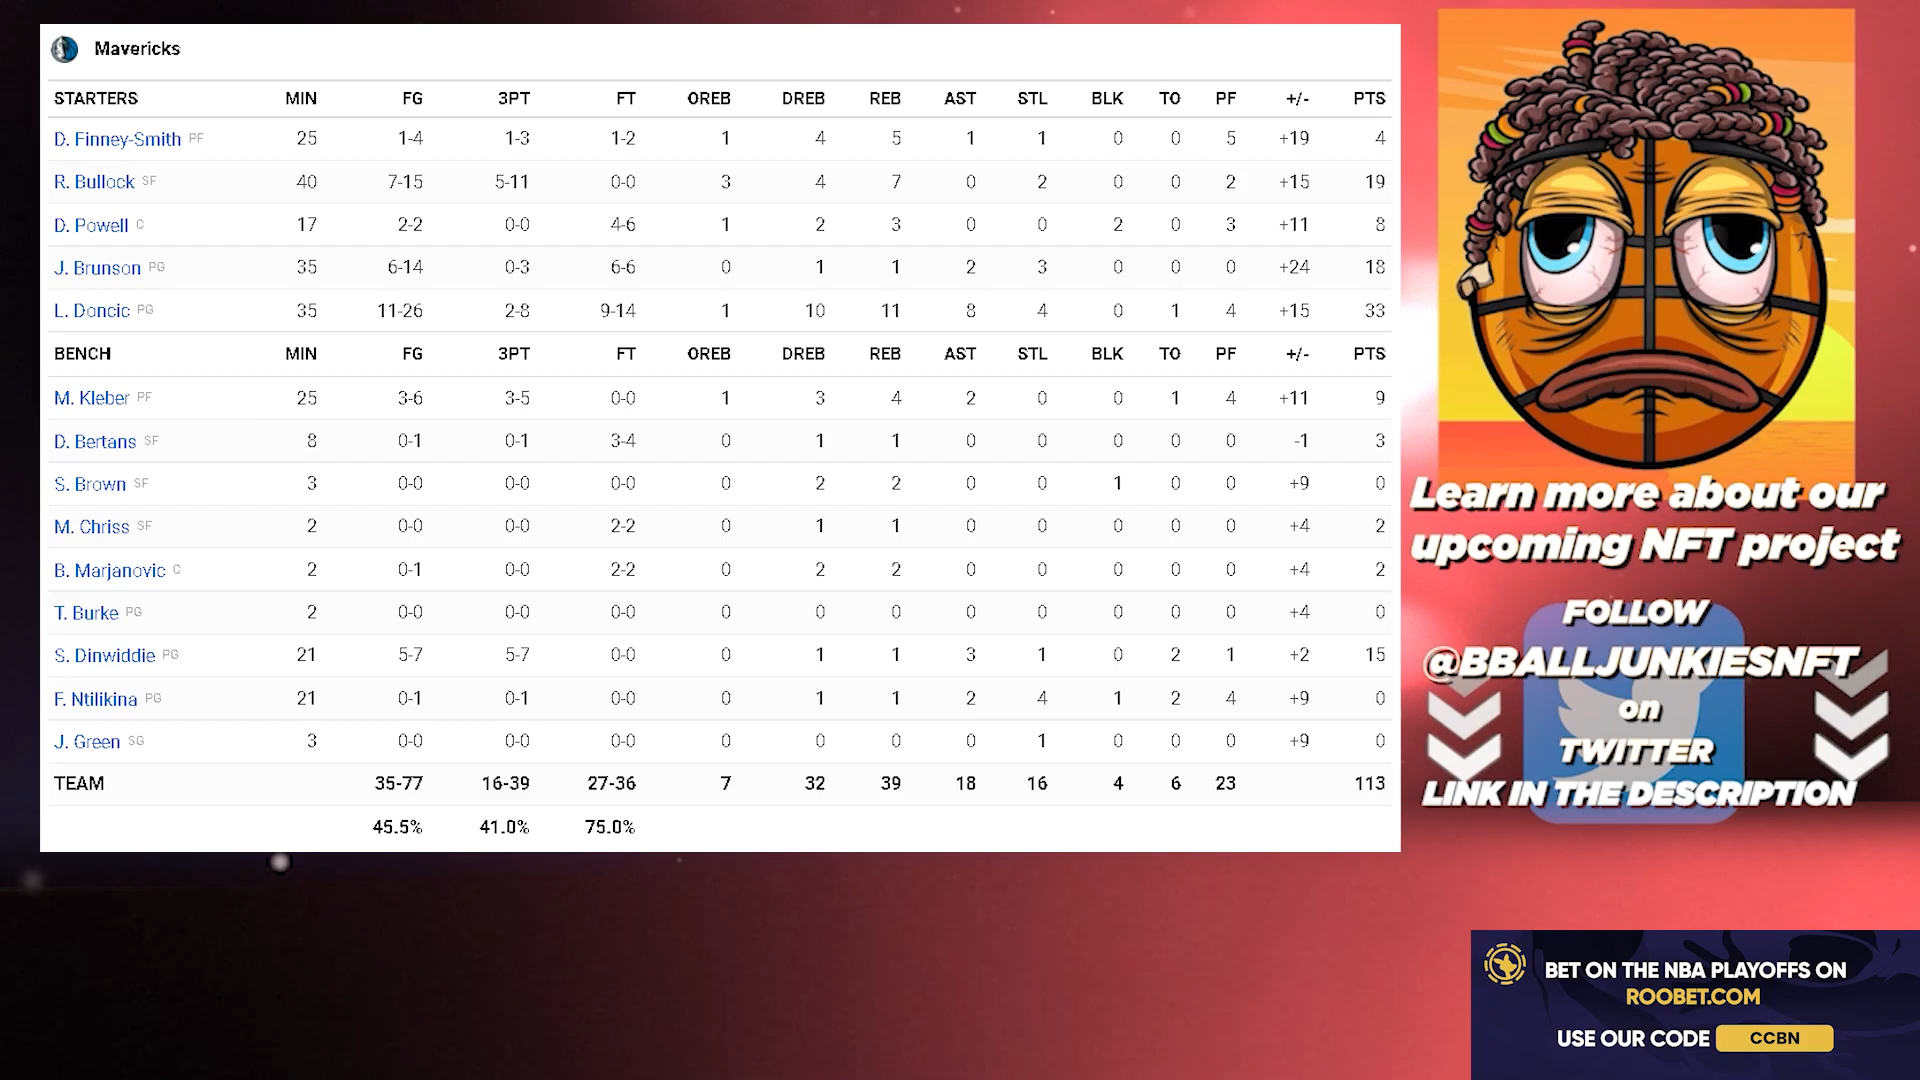 Mavericks
STARTERS MIN FG 3PT FT OREB DREB REB AST STL BLK TO PF +/- PTS
D. Finney-Smith PF 25 1-4 1-3 1-2 1 4 5 1 1 0 0 5 +19 4
R. Bullock SF 40 7-15 5-11 0-0 3 4 7 0 2 0 0 2 +15 19
D. Powell C 17 2-2 0-0 4-6 1 2 3 0 0 2 0 3 +11 8
J. Brunson PG 35 6-14 0-3 6-6 0 1 1 2 3 0 0 0 +24 18
L. Doncic PG 35 11-26 2-8 9-14 1 10 11 8 4 0 1 4 +15 33
BENCH MIN FG 3PT FT OREB DREB REB AST STL BLK TO PF +/- PTS
M. Kleber PF 25 3-6 3-5 0-0 1 3 4 2 0 0 1 4 +11 9
D. Bertans SF 8 0-1 0-1 3-4 0 1 1 0 0 0 0 0 -1 3
S. Brown SF 3 0-0 0-0 0-0 0 2 2 0 0 1 0 0 +9 0
M. Chriss SF 2 0-0 0-0 2-2 0 1 1 0 0 0 0 0 +4 2
B. Marjanovic C 2 0-1 0-0 2-2 0 2 2 0 0 0 0 0 +4 2
T. Burke PG 2 0-0 0-0 0-0 0 0 0 0 0 0 0 0 +4 0
S. Dinwiddie PG 21 5-7 5-7 0-0 0 1 1 3 1 0 2 1 +2 15
F. Ntilikina PG 21 0-1 0-1 0-0 0 1 1 2 4 1 2 4 +9 0
J. Green SG 3 0-0 0-0 0-0 0 0 0 0 1 0 0 0 +9 0
TEAM 35-77 16-39 27-36 7 32 39 18 16 4 6 23 113
45.5% 41.0% 75.0%
Learn more about our
upcoming NFT project
FOLLOW
@BBALLJUNKIESNFT
on
TWITTER
LINK IN THE DESCRIPTION
BET ON THE NBA PLAYOFFS ON
ROOBET.COM
USE OUR CODE CCBN